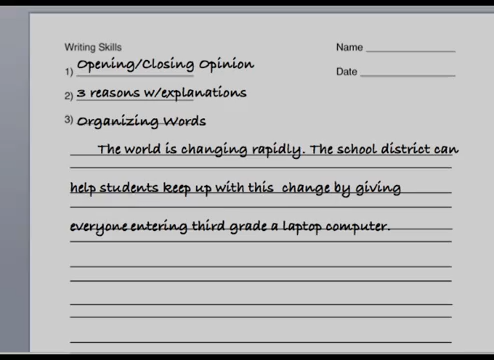 Writing Skills
Name
1) Opening/Closing Opinion
Date
2) 3 reasons w/explanations
3) Organizing Words
The world is changing rapidly. The school district can
help students keep up with this change by giving
everyone entering third grade a laptop computer.